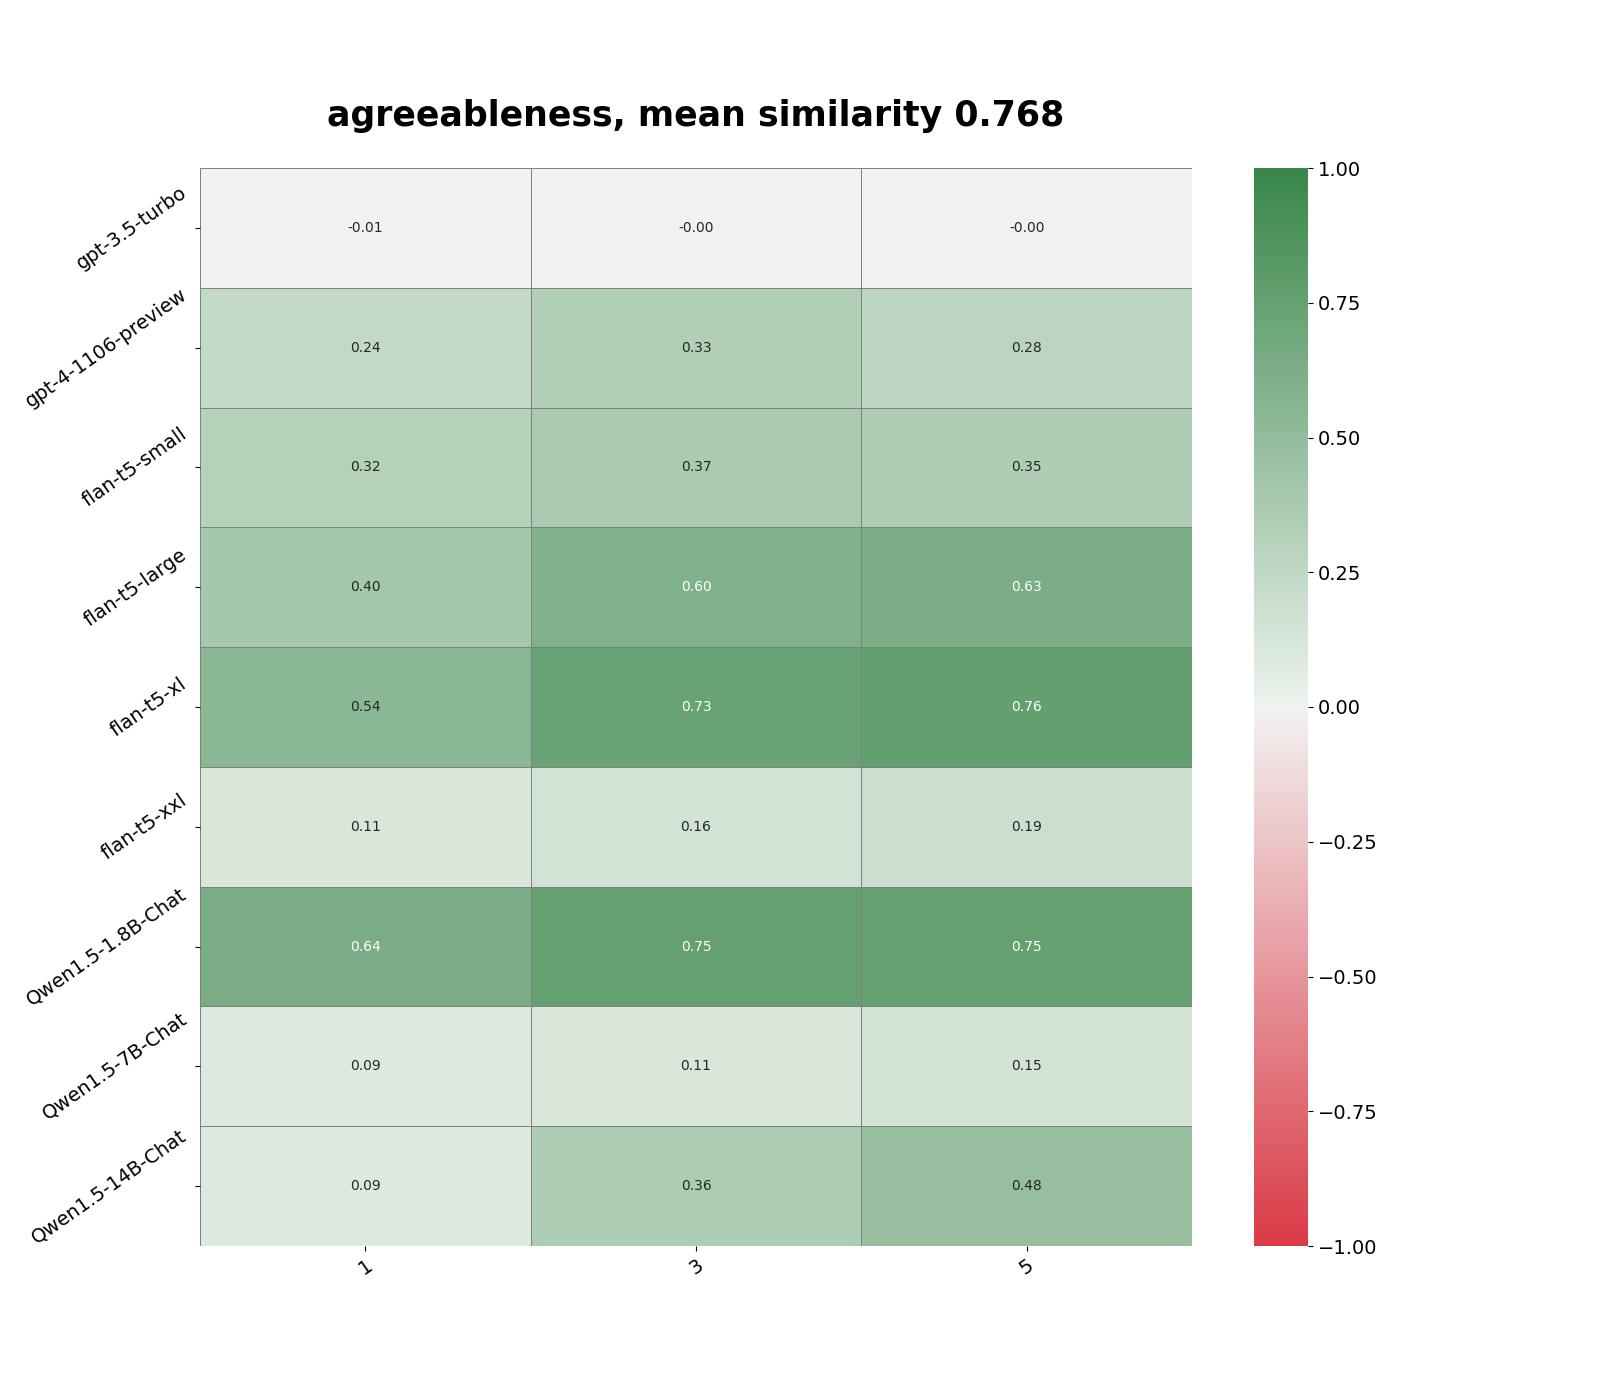 agreeableness, mean similarity 0.768
gpt-3.5-turbo -0.01 -0.00 -0.00
gpt-4-1106-preview 0.24 0.33 0.28
flan-t5-small 0.32 0.37 0.35
flan-t5-large 0.40 0.60 0.63
flan-t5-xl 0.54 0.73 0.76
flan-t5-xxl 0.11 0.16 0.19
Qwen1.5-1.8B-Chat 0.64 0.75 0.75
Qwen1.5-7B-Chat 0.09 0.11 0.15
Qwen1.5-14B-Chat 0.09 0.36 0.48
1 3 5
1.00
0.75
0.50
0.25
0.00
−0.25
−0.50
−0.75
−1.00